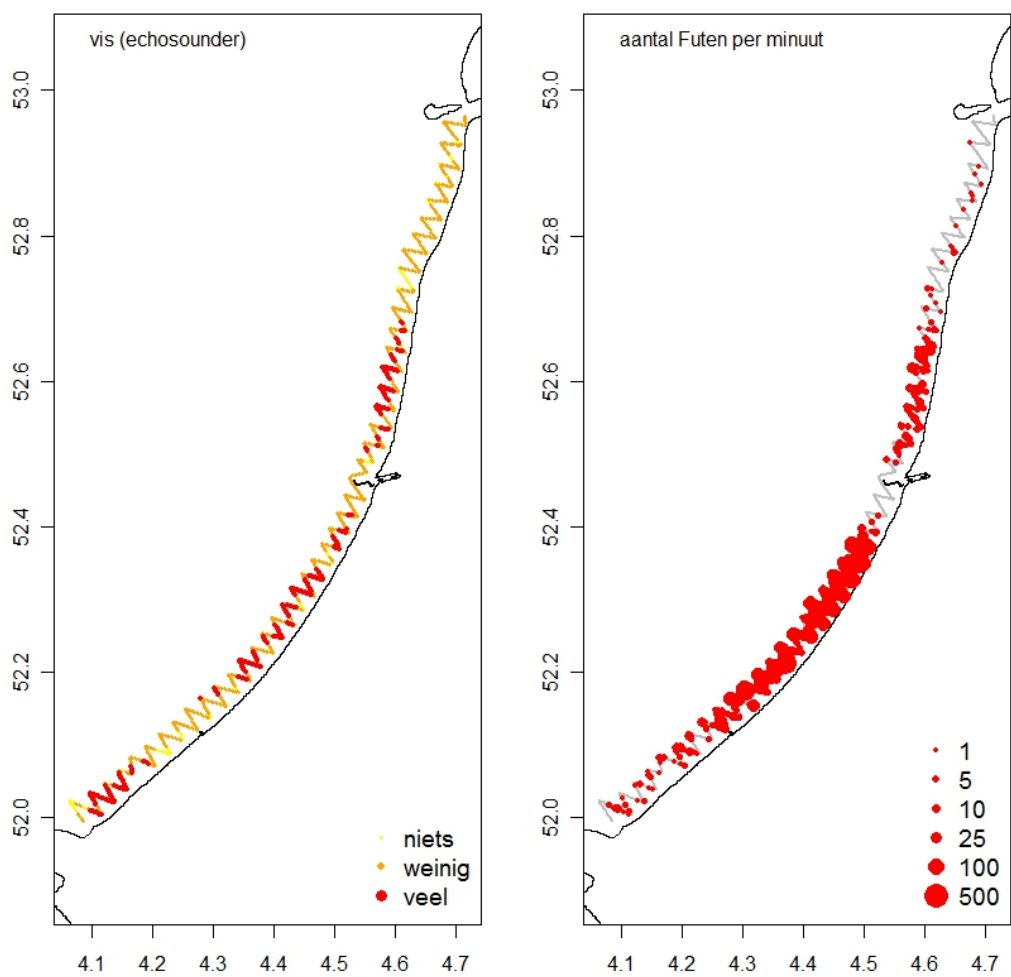 vis (echosounder)
53.0
52.8
52.6
52.4
52.2
52.0
niets
weinig
veel
4.1 4.2 4.3 4.4 4.5 4.6 4.7
aantal Futen per minuut
53.0
52.8
52.6
52.4
52.2
52.0
1
5
10
25
100
500
4.1 4.2 4.3 4.4 4.5 4.6 4.7